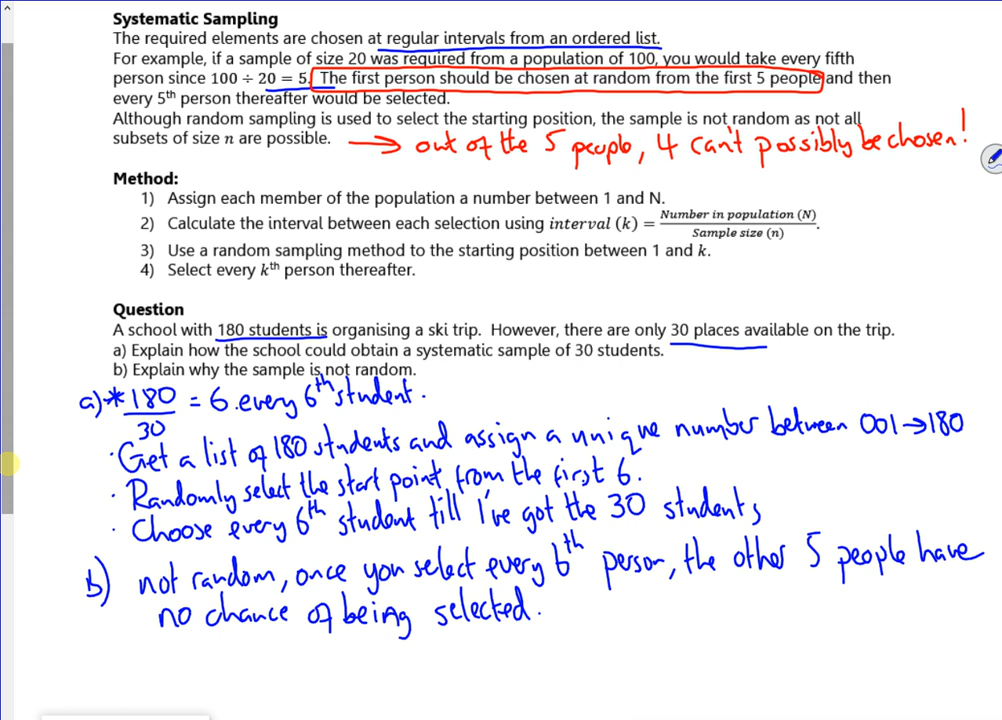 Systematic Sampling
The required elements are chosen at regular intervals from an ordered list.
For example, if a sample of size 20 was required from a population of 100, you would take every fifth
person since 100 ÷ 20 = 5. The first person should be chosen at random from the first 5 people and then
every 5th person thereafter would be selected.
Although random sampling is used to select the starting position, the sample is not random as not all
subsets of size n are possible. → out of the 5 people, 4 can't possibly be chosen!
Method:
1) Assign each member of the population a number between 1 and N.
2) Calculate the interval between each selection using interval (k) = Number in population (N) / Sample size (n).
3) Use a random sampling method to the starting position between 1 and k.
4) Select every kth person thereafter.
Question
A school with 180 students is organising a ski trip. However, there are only 30 places available on the trip.
a) Explain how the school could obtain a systematic sample of 30 students.
b) Explain why the sample is not random.
a) * 180 / 30 = 6. every 6th student.
· Get a list of 180 students and assign a unique number between 001 → 180
· Randomly select the start point from the first 6.
· Choose every 6th student till I've got the 30 students
b) not random, once you select every 6th person, the other 5 people have
no chance of being selected.